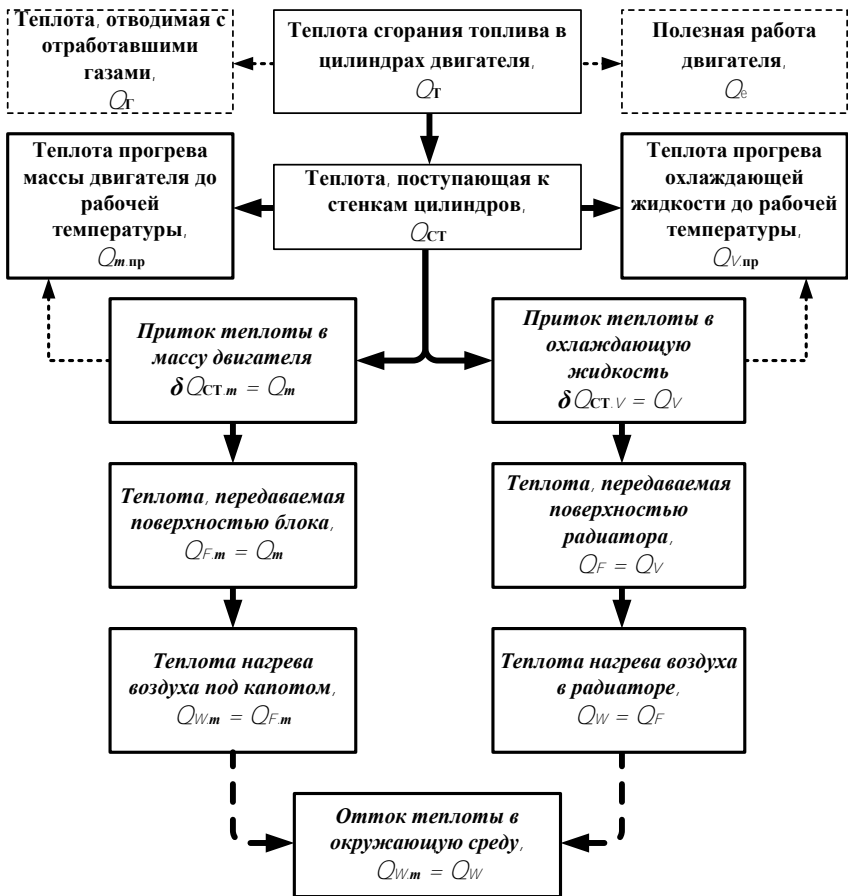 Теплота, отводимая с
отработавшими
газами,
Qг
Теплота сгорания топлива в
цилиндрах двигателя,
Qт
Полезная работа
двигателя,
Qe
Теплота прогрева
массы двигателя до
рабочей
температуры,
Qm.пр
Теплота, поступающая к
стенкам цилиндров,
QСТ
Теплота прогрева
охлаждающей
жидкости до рабочей
температуры,
QV.пр
Приток теплоты в
массу двигателя
δQСТ.m = Qm
Приток теплоты в
охлаждающую
жидкость
δQСТ.V = QV
Теплота, передаваемая
поверхностью блока,
QF.m = Qm
Теплота, передаваемая
поверхностью
радиатора,
QF = QV
Теплота нагрева
воздуха под капотом,
QW.m = QF.m
Теплота нагрева воздуха
в радиаторе,
QW = QF
Отток теплоты в
окружающую среду,
QW.m = QW